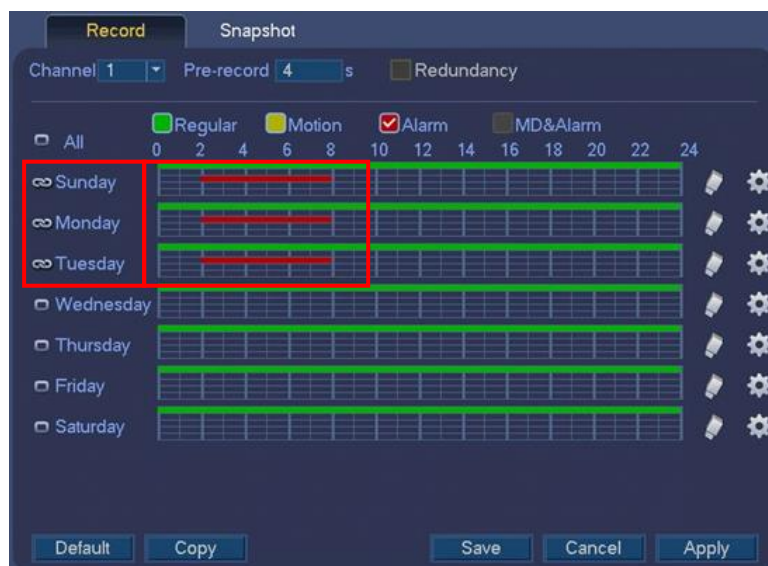 Record Snapshot
Channel 1 Pre-record 4 s Redundancy
All Regular Motion Alarm MD&Alarm
0 2 4 6 8 10 12 14 16 18 20 22 24
Sunday
Monday
Tuesday
Wednesday
Thursday
Friday
Saturday
Default Copy Save Cancel Apply